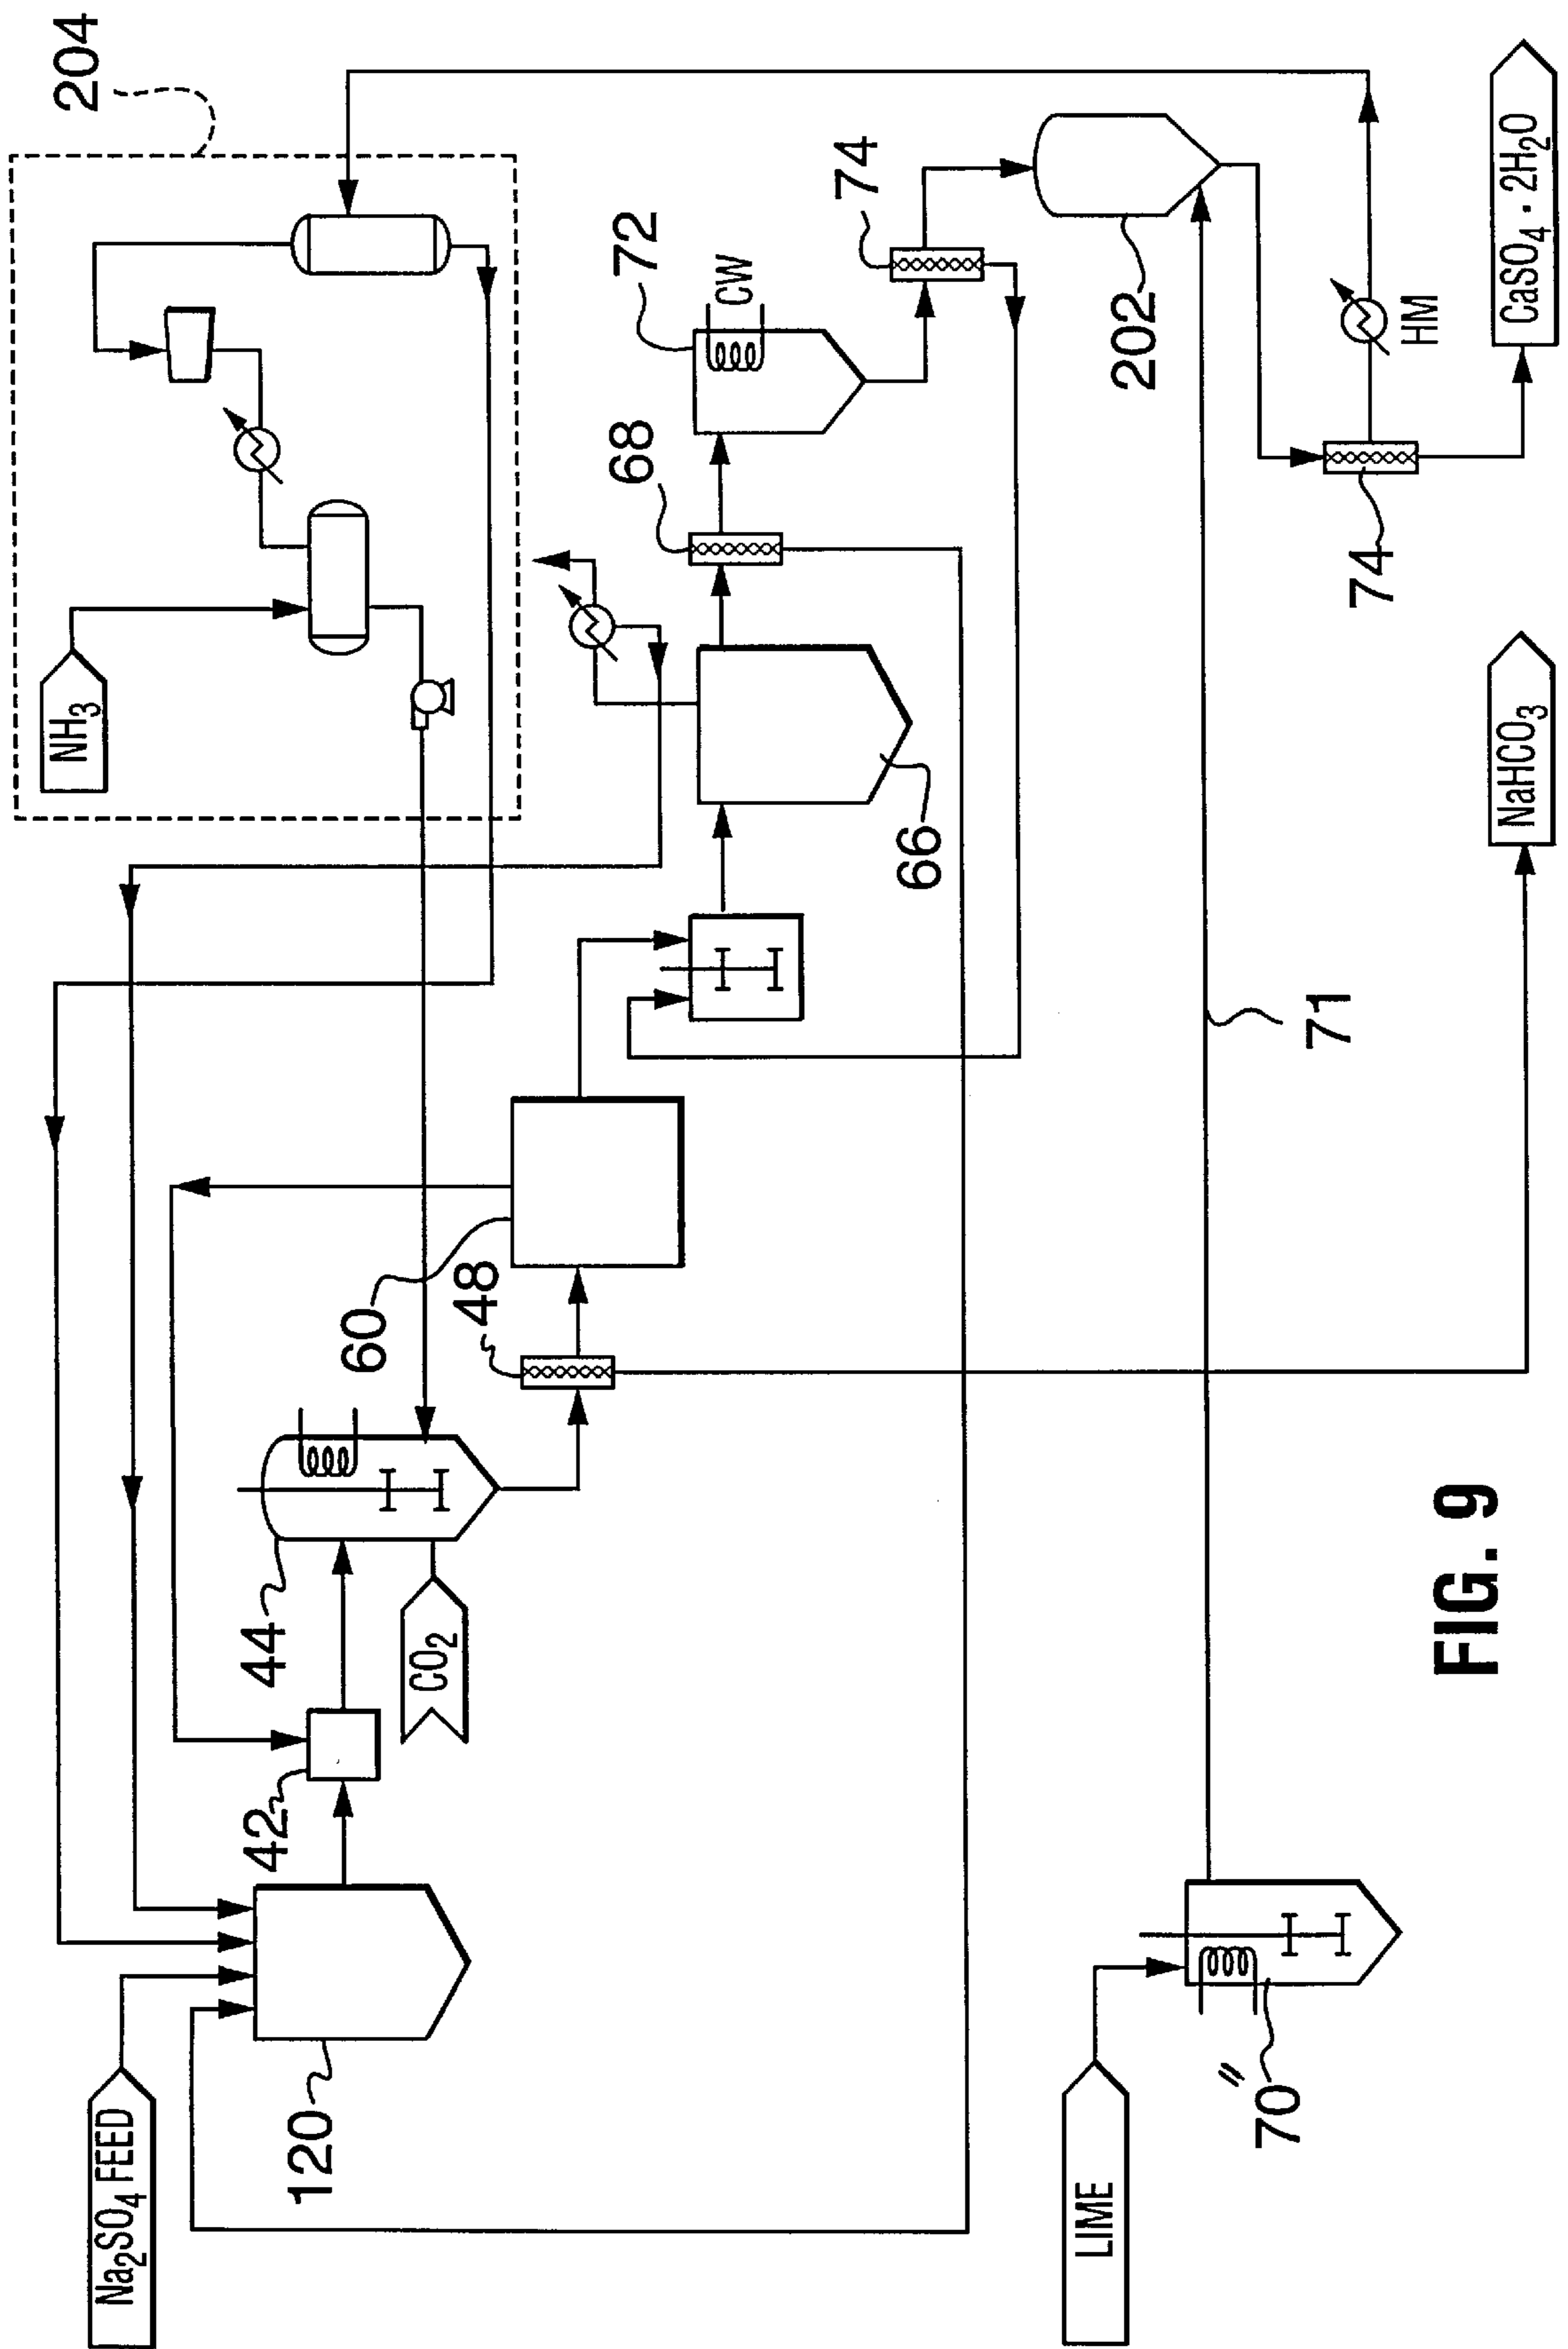 204
NH₃
Na₂SO₄ FEED
120
42
44
CO₂
60
48
66
68
72
CW
74
202
HM
74
CaSO₄ · 2H₂O
NaHCO₃
71
LIME
70"
FIG. 9